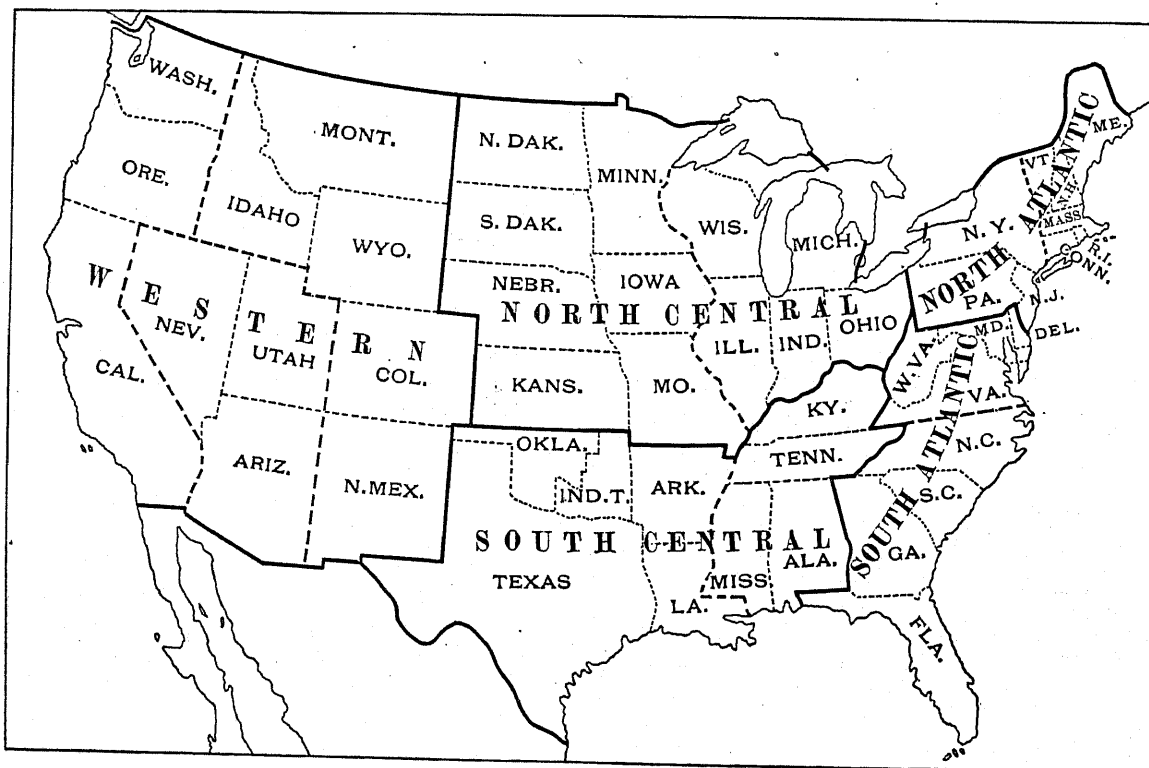 WASH.
MONT.
N. DAK.
MINN.
ME.
ORE.
IDAHO
WYO.
S. DAK.
WIS.
MICH.
N. Y.
VT.
N.H.
MASS
R.I.
CONN.
NORTH ATLANTIC
WESTERN
NEV.
UTAH
COL.
CAL.
NEBR.
IOWA
NORTH CENTRAL
ILL.
IND.
OHIO
PA.
N.J.
DEL.
MD.
W.VA.
VA.
KANS.
MO.
KY.
ARIZ.
N.MEX.
OKLA.
IND.T.
ARK.
TENN.
N.C.
S.C.
SOUTH ATLANTIC
SOUTH CENTRAL
TEXAS
LA.
MISS
ALA.
GA.
FLA.